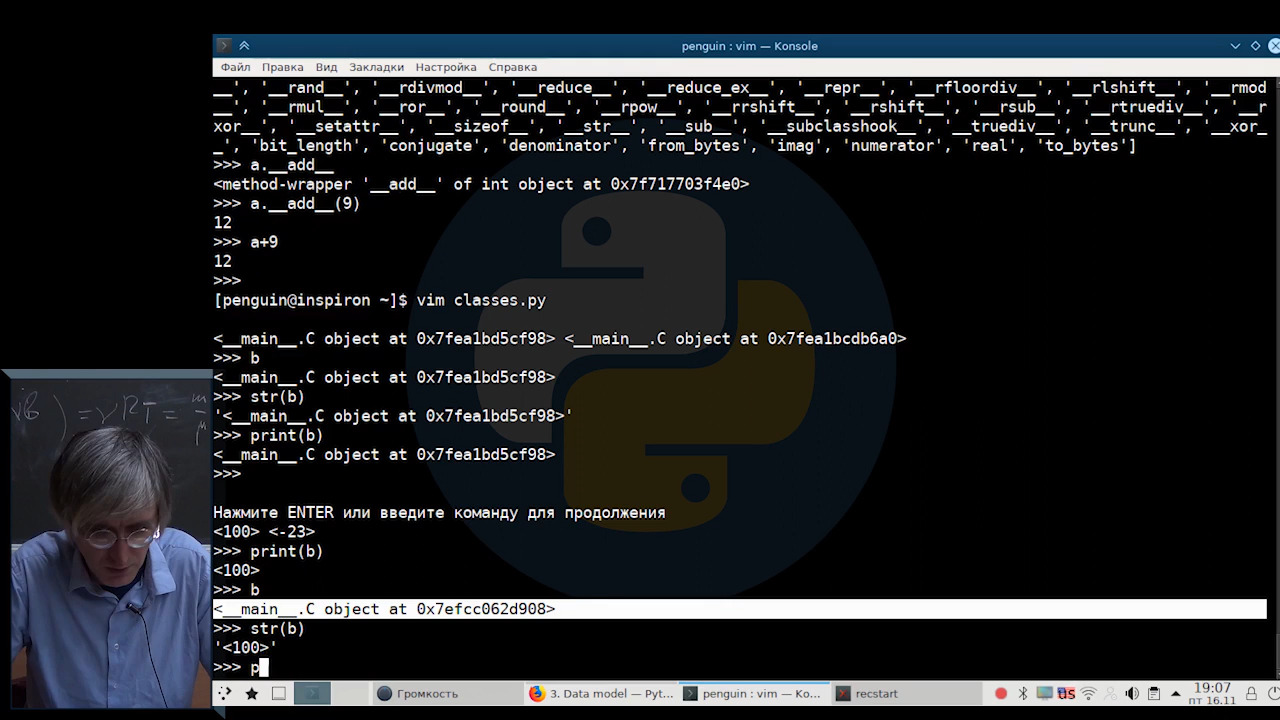 penguin : vim — Konsole
Файл Правка Вид Закладки Настройка Справка
__', '__rand__', '__rdivmod__', '__reduce__', '__reduce_ex__', '__repr__', '__rfloordiv__', '__rlshift__', '__rmod
__', '__rmul__', '__ror__', '__round__', '__rpow__', '__rrshift__', '__rshift__', '__rsub__', '__rtruediv__', '__r
xor__', '__setattr__', '__sizeof__', '__str__', '__sub__', '__subclasshook__', '__truediv__', '__trunc__', '__xor_
_', 'bit_length', 'conjugate', 'denominator', 'from_bytes', 'imag', 'numerator', 'real', 'to_bytes']
>>> a.__add__
<method-wrapper '__add__' of int object at 0x7f717703f4e0>
>>> a.__add__(9)
12
>>> a+9
12
>>>
[penguin@inspiron ~]$ vim classes.py
<__main__.C object at 0x7fea1bd5cf98> <__main__.C object at 0x7fea1bcdb6a0>
>>> b
<__main__.C object at 0x7fea1bd5cf98>
>>> str(b)
'<__main__.C object at 0x7fea1bd5cf98>'
>>> print(b)
<__main__.C object at 0x7fea1bd5cf98>
>>>
Нажмите ENTER или введите команду для продолжения
<100> <-23>
>>> print(b)
<100>
>>> b
<__main__.C object at 0x7efcc062d908>
>>> str(b)
'<100>'
>>> p
Громкость 3. Data model — Pyt... penguin : vim — Ko... recstart us 19:07
пт 16.11